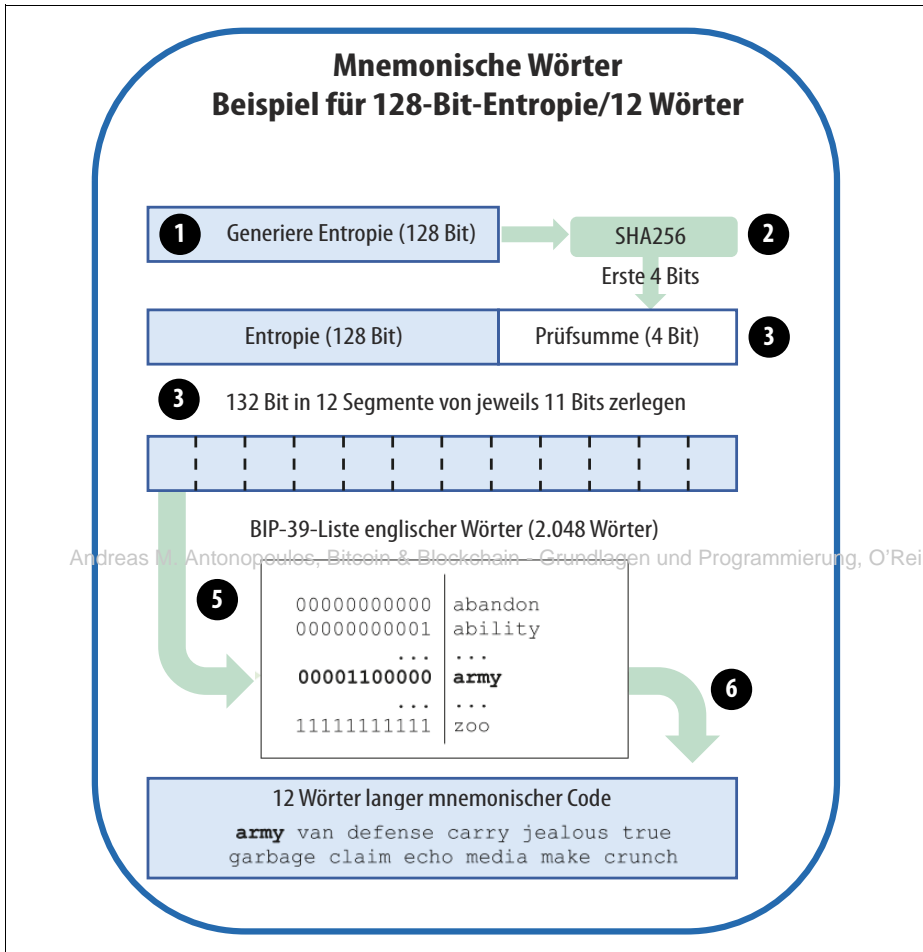 Mnemonische Wörter
Beispiel für 128-Bit-Entropie/12 Wörter
1 Generiere Entropie (128 Bit) SHA256 2
Erste 4 Bits
Entropie (128 Bit) Prüfsumme (4 Bit) 3
3 132 Bit in 12 Segmente von jeweils 11 Bits zerlegen
BIP-39-Liste englischer Wörter (2.048 Wörter)
Andreas M. Antonopoulos, Bitcoin & Blockchain - Grundlagen und Programmierung, O'Rei
5
00000000000 abandon
00000000001 ability
... ...
00001100000 army
... ...
11111111111 zoo
6
12 Wörter langer mnemonischer Code
army van defense carry jealous true
garbage claim echo media make crunch